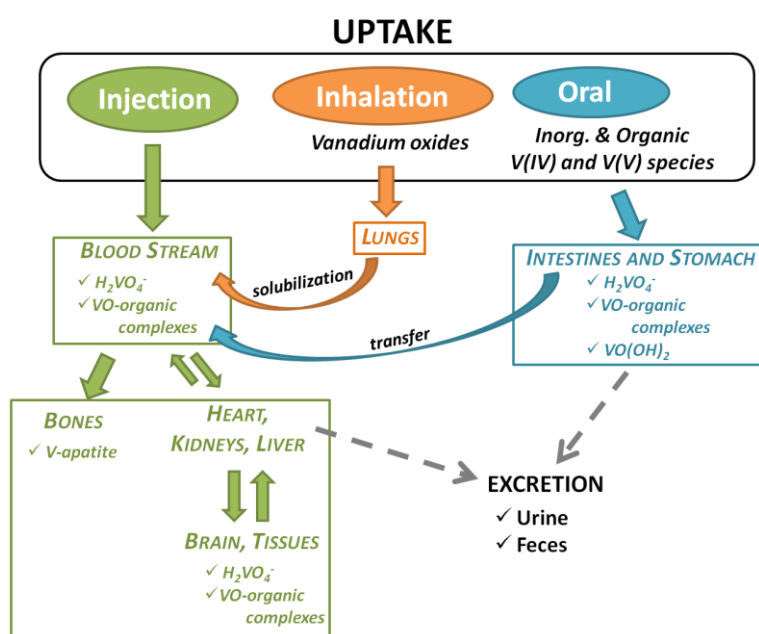 UPTAKE
Injection
Inhalation
Oral
Vanadium oxides
Inorg. & Organic
V(IV) and V(V) species
BLOOD STREAM
✓ H₂VO₄⁻
✓ VO-organic
complexes
LUNGS
solubilization
INTESTINES AND STOMACH
✓ H₂VO₄⁻
✓ VO-organic
complexes
✓ VO(OH)₂
transfer
BONES
✓ V-apatite
HEART,
KIDNEYS, LIVER
BRAIN, TISSUES
✓ H₂VO₄⁻
✓ VO-organic
complexes
EXCRETION
✓ Urine
✓ Feces